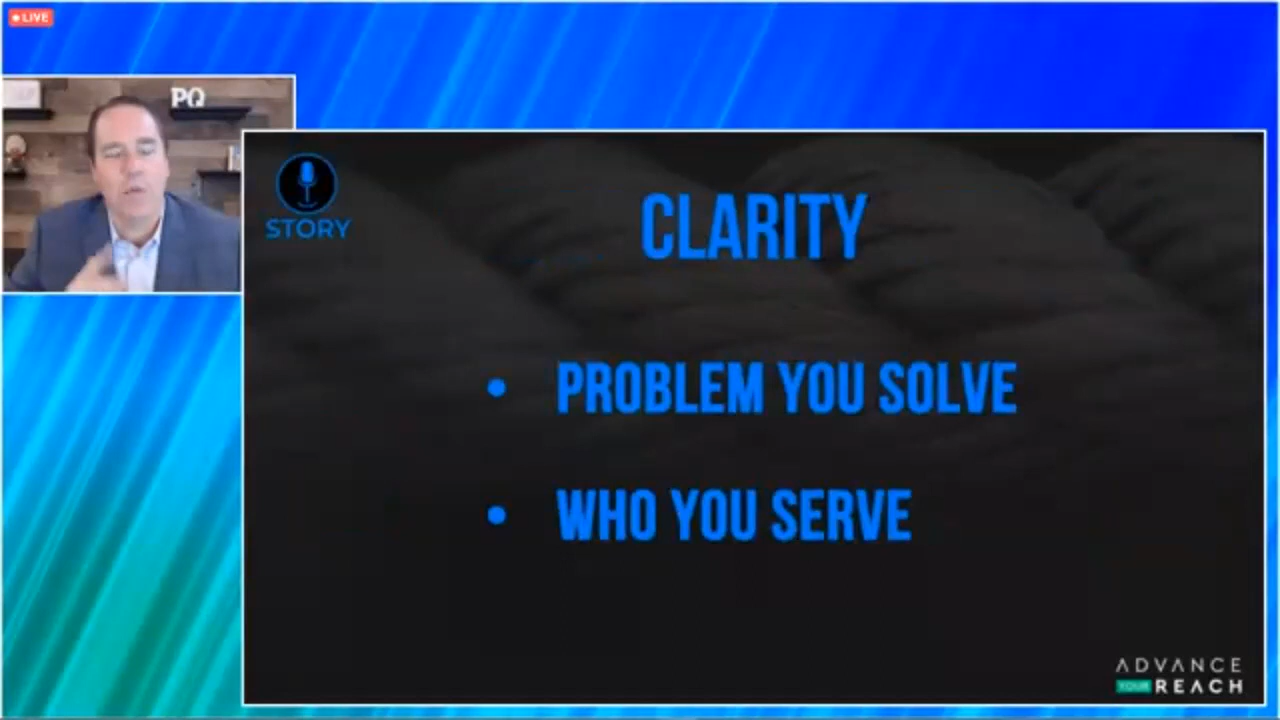 LIVE
PQ
STORY
CLARITY
• PROBLEM YOU SOLVE
• WHO YOU SERVE
ADVANCE
YOUR REACH